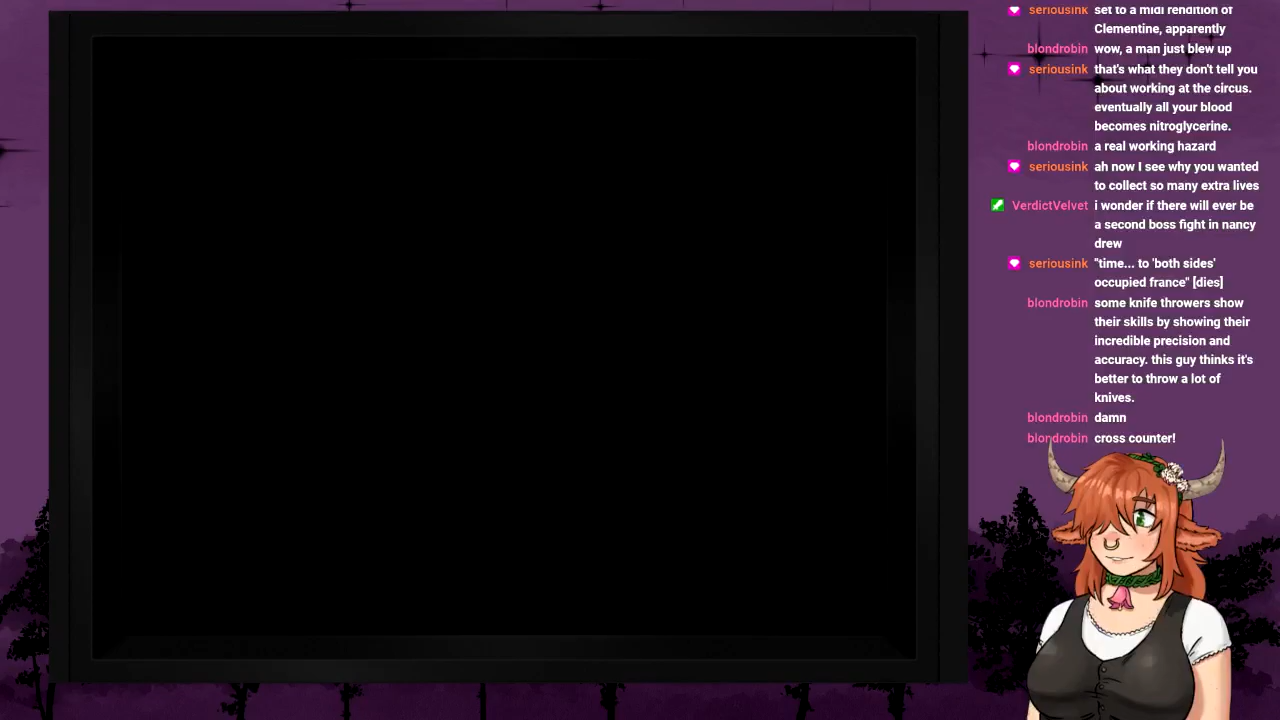 seriousink set to a midi rendition of
Clementine, apparently
blondrobin wow, a man just blew up
seriousink that's what they don't tell you
about working at the circus.
eventually all your blood
becomes nitroglycerine.
blondrobin a real working hazard
seriousink ah now I see why you wanted
to collect so many extra lives
VerdictVelvet i wonder if there will ever be
a second boss fight in nancy
drew
seriousink "time... to 'both sides'
occupied france" [dies]
blondrobin some knife throwers show
their skills by showing their
incredible precision and
accuracy. this guy thinks it's
better to throw a lot of
knives.
blondrobin damn
blondrobin cross counter!